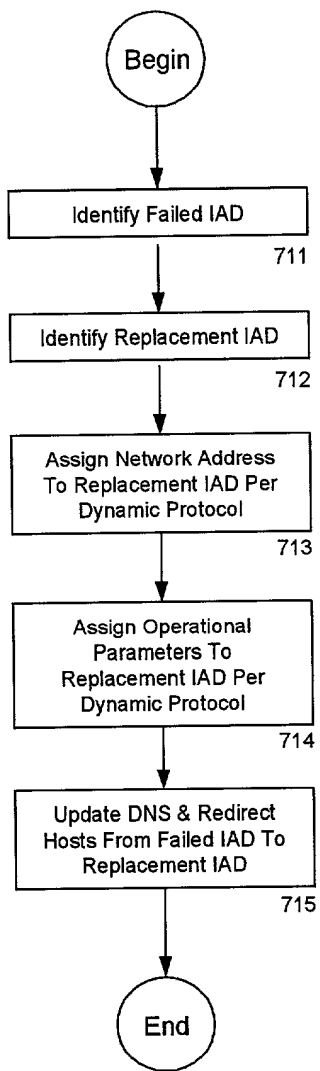 Begin
Identify Failed IAD
711
Identify Replacement IAD
712
Assign Network Address
To Replacement IAD Per
Dynamic Protocol
713
Assign Operational
Parameters To
Replacement IAD Per
Dynamic Protocol
714
Update DNS & Redirect
Hosts From Failed IAD To
Replacement IAD
715
End